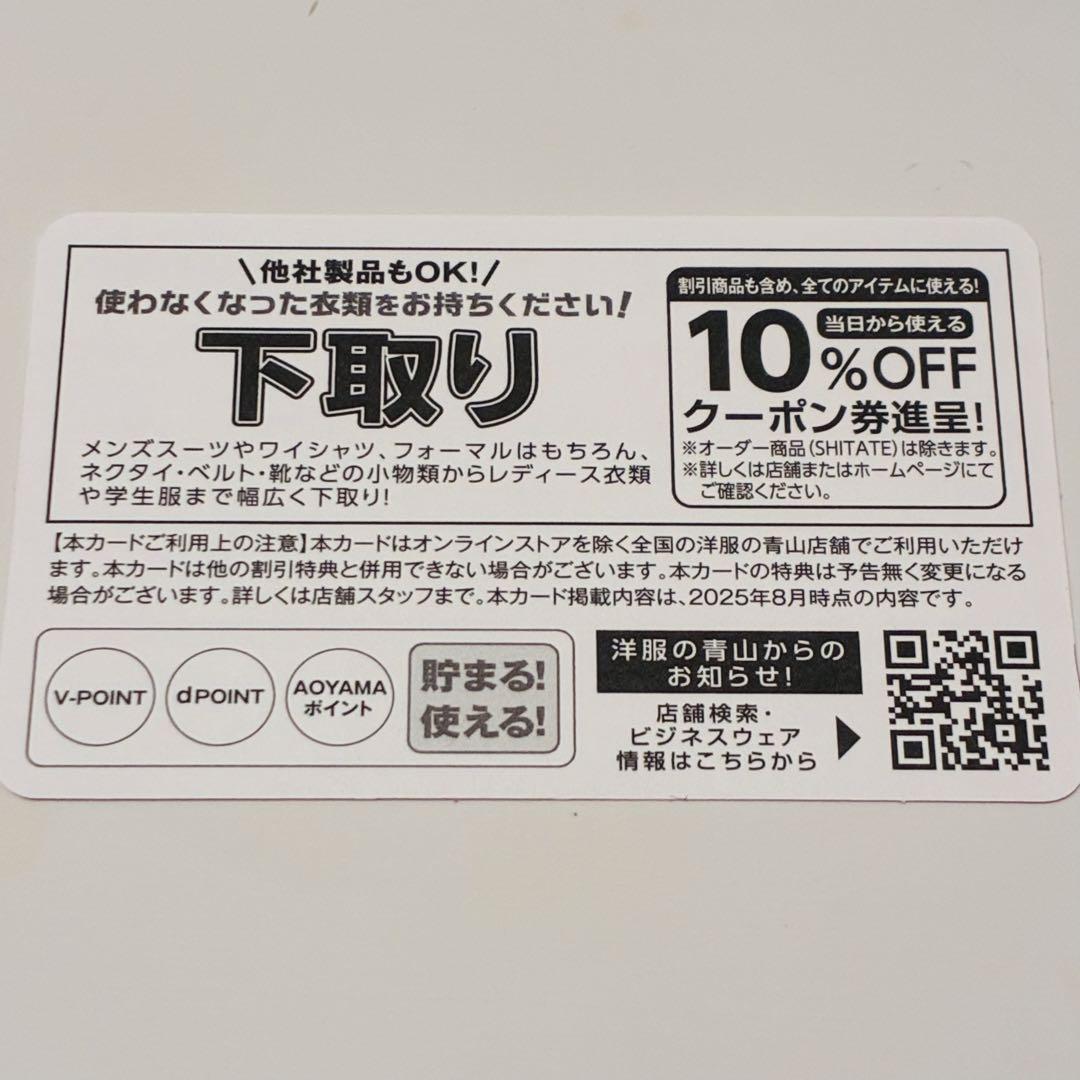 \他社製品もOK!/
使わなくなった衣類をお持ちください!
下取り
メンズスーツやワイシャツ、フォーマルはもちろん、
ネクタイ・ベルト・靴などの小物類からレディース衣類
や学生服まで幅広く下取り!
割引商品も含め、全てのアイテムに使える!
10%OFF
当日から使える
クーポン券進呈!
※オーダー商品(SHITATE)は除きます。
※詳しくは店舗またはホームページにて
ご確認ください。
【本カードご利用上の注意】本カードはオンラインストアを除く全国の洋服の青山店舗でご利用いただけ
ます。本カードは他の割引特典と併用できない場合がございます。本カードの特典は予告無く変更になる
場合がございます。詳しくは店舗スタッフまで。本カード掲載内容は、2025年8月時点の内容です。
V-POINT
dPOINT
AOYAMA
ポイント
貯まる!
使える!
洋服の青山からの
お知らせ!
店舗検索・
ビジネスウェア
情報はこちらから